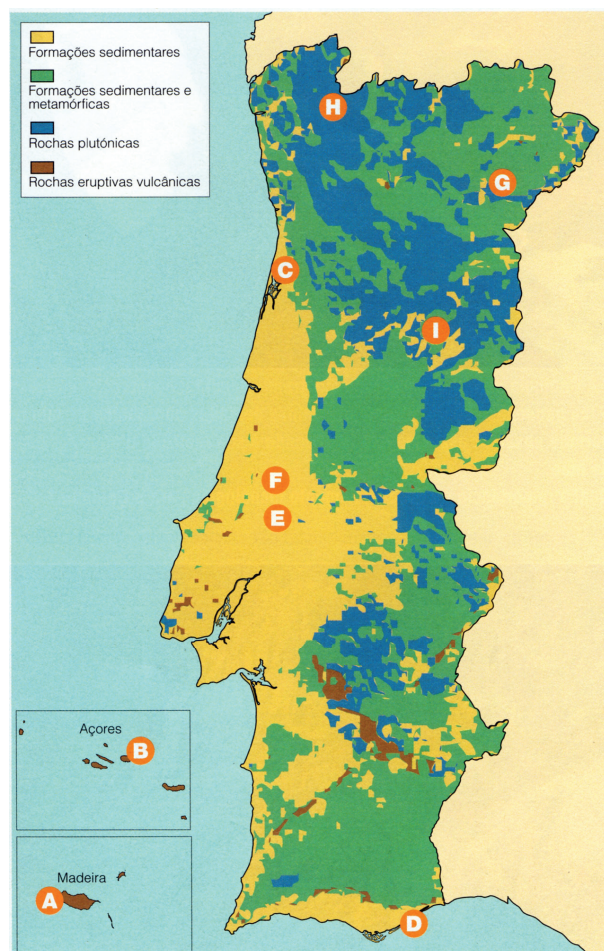 Formações sedimentares
Formações sedimentares e
metamórficas
Rochas plutónicas
Rochas eruptivas vulcânicas
H
G
C
I
F
E
Açores
B
Madeira
A
D